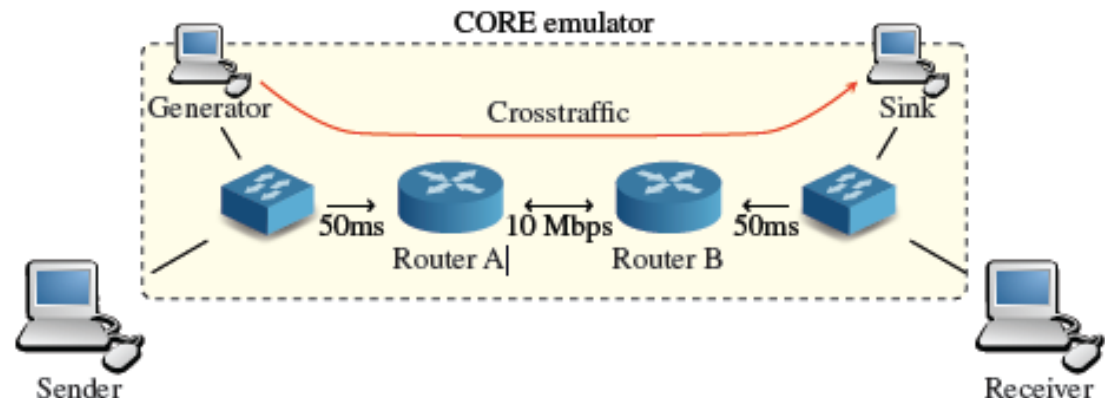 CORE emulator
Generator
Crosstraffic
Sink
50ms
10 Mbps
50ms
Router A|
Router B
Sender
Receiver